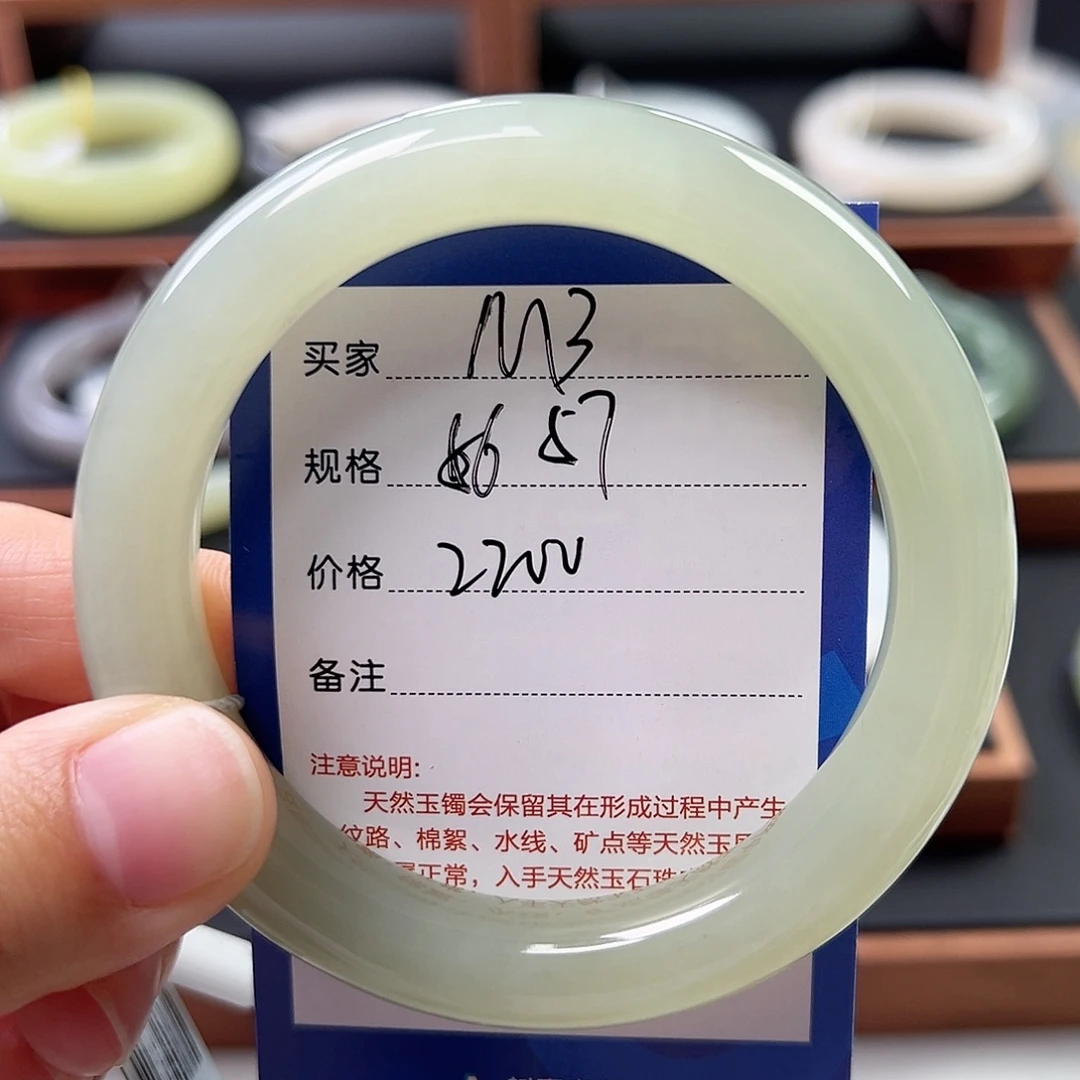 买家 M3
规格 56 57
价格 2200
备注
注意说明:
天然玉镯会保留其在形成过程中产生
纹路、棉絮、水线、矿点等天然玉
正常，入手天然玉石珠